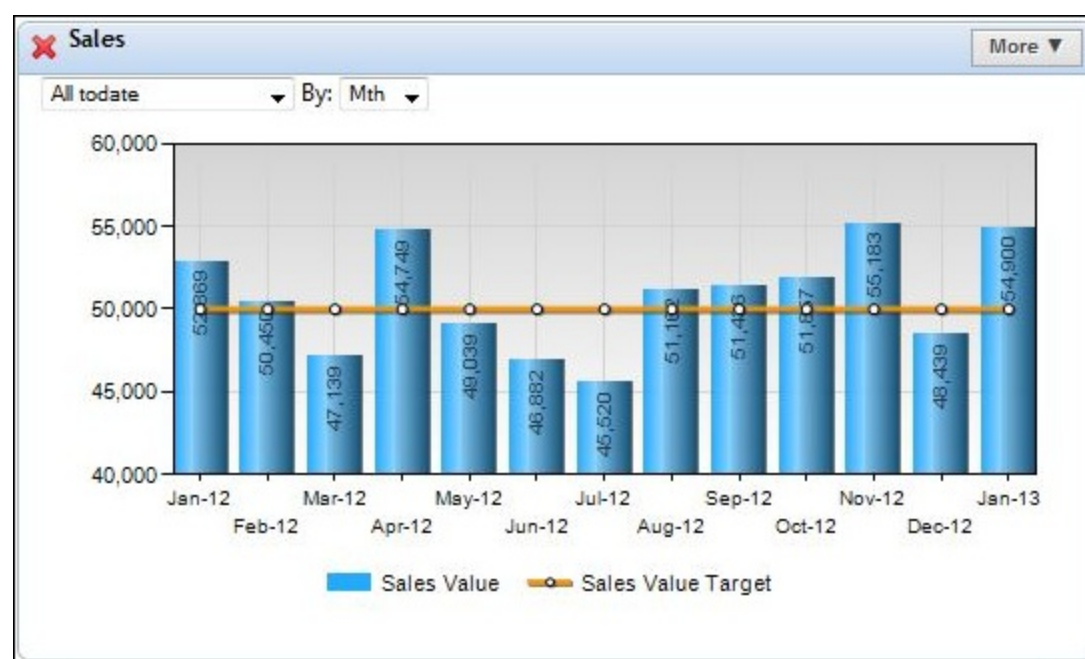 Sales
More ▼
All todate By: Mth
60,000
55,000
50,000
45,000
40,000
50,450
47,139
54,749
49,039
46,882
45,520
55,183
48,439
54,900
Jan-12 Mar-12 May-12 Jul-12 Sep-12 Nov-12 Jan-13
Feb-12 Apr-12 Jun-12 Aug-12 Oct-12 Dec-12
Sales Value Sales Value Target